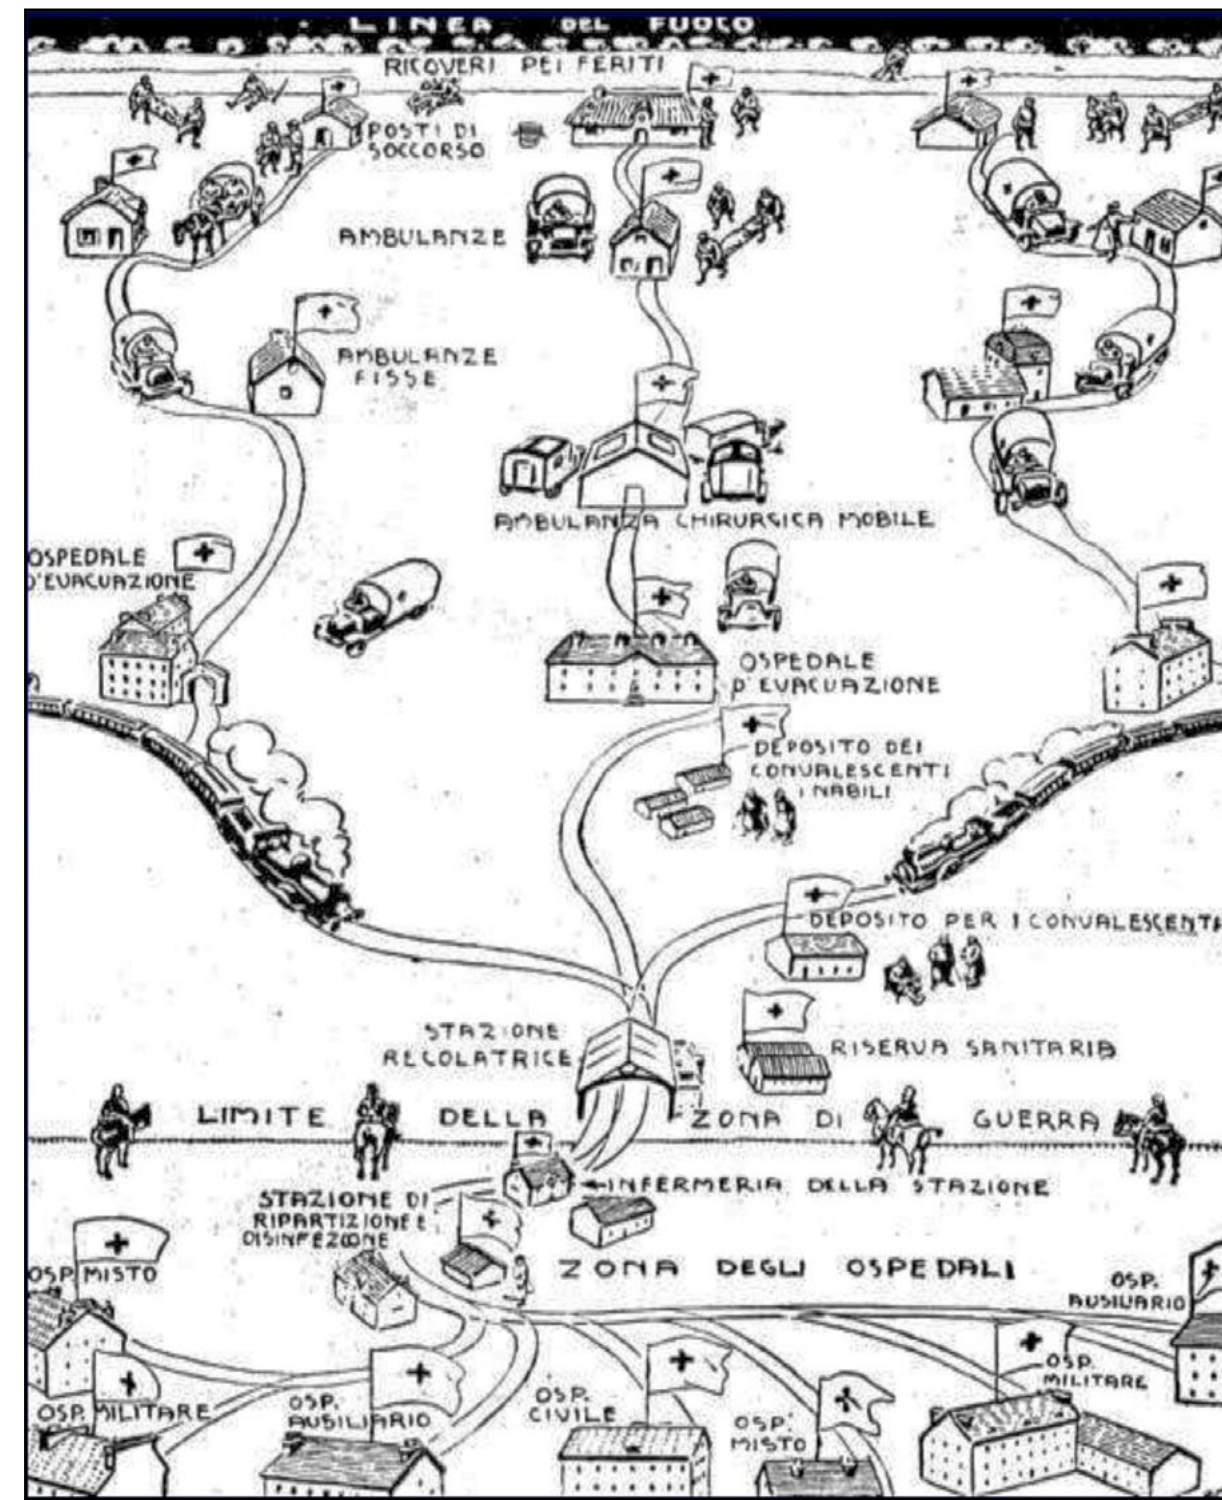 LINEA DEL FUOCO
RICOVERI PEI FERITI
POSTI DI
SOCCORSO
AMBULANZE
AMBULANZE
FISSE
AMBULANZA CHIRURGICA MOBILE
OSPEDALE
D'EVACUAZIONE
OSPEDALE
D'EVACUAZIONE
DEPOSITO DEI
CONVALESCENTI
INABILI
DEPOSITO PER I CONVALESCENTI
STAZIONE
REGOLATRICE
RISERVA SANITARIA
LIMITE DELLA ZONA DI GUERRA
INFERMERIA DELLA STAZIONE
STAZIONE DI
RIPARTIZIONE E
DISINFEZIONE
ZONA DEGLI OSPEDALI
OSP. MISTO
OSP.
AUSILIARIO
OSP. MILITARE
OSP.
AUSILIARIO
OSP.
CIVILE
OSP.
MISTO
OSP.
MILITARE